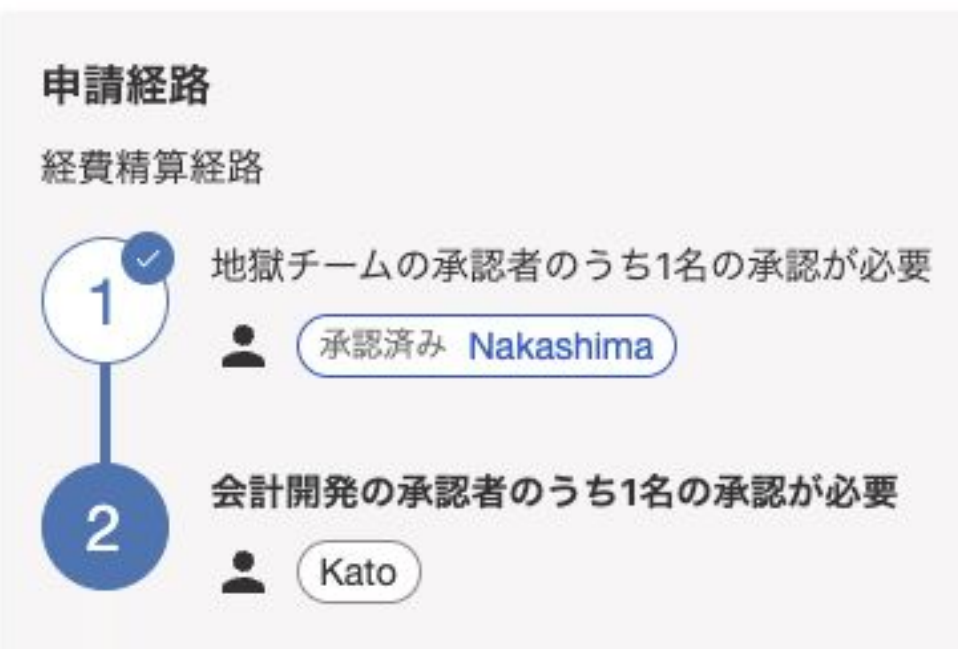 申請経路
経費精算経路
1
地獄チームの承認者のうち1名の承認が必要
承認済み Nakashima
2
会計開発の承認者のうち1名の承認が必要
Kato